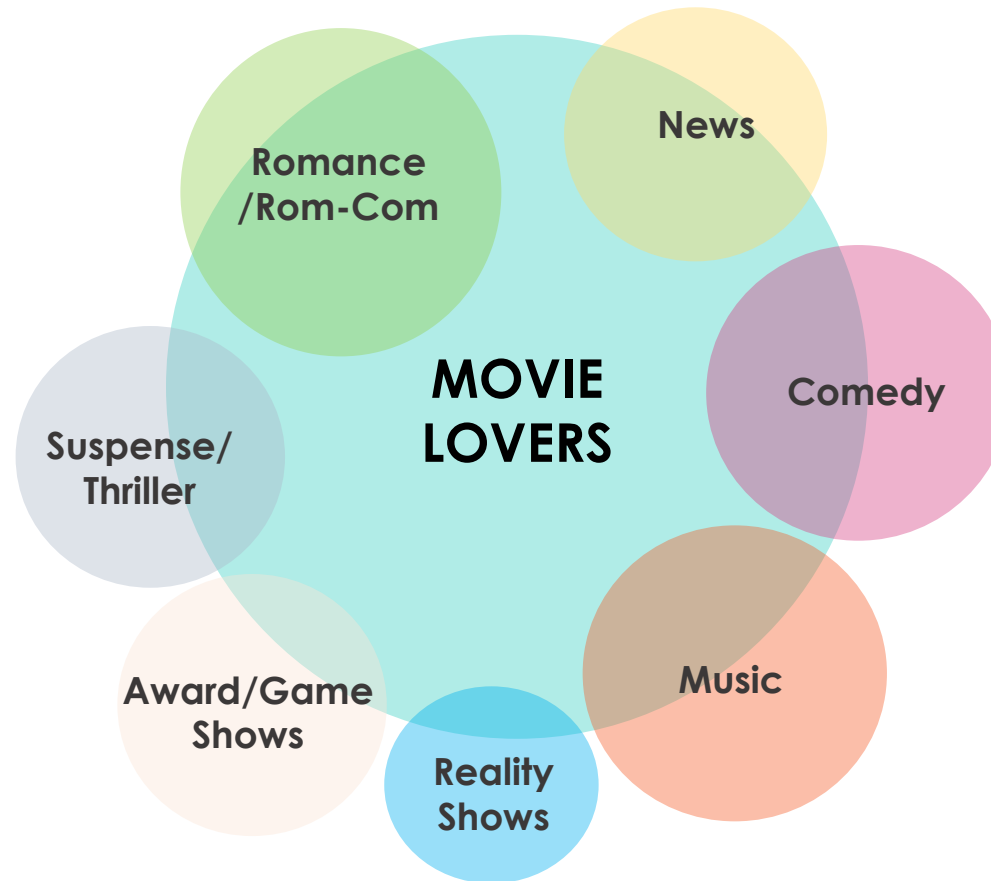 News
Romance
/Rom-Com
MOVIE
LOVERS
Comedy
Suspense/
Thriller
Award/Game
Shows
Music
Reality
Shows